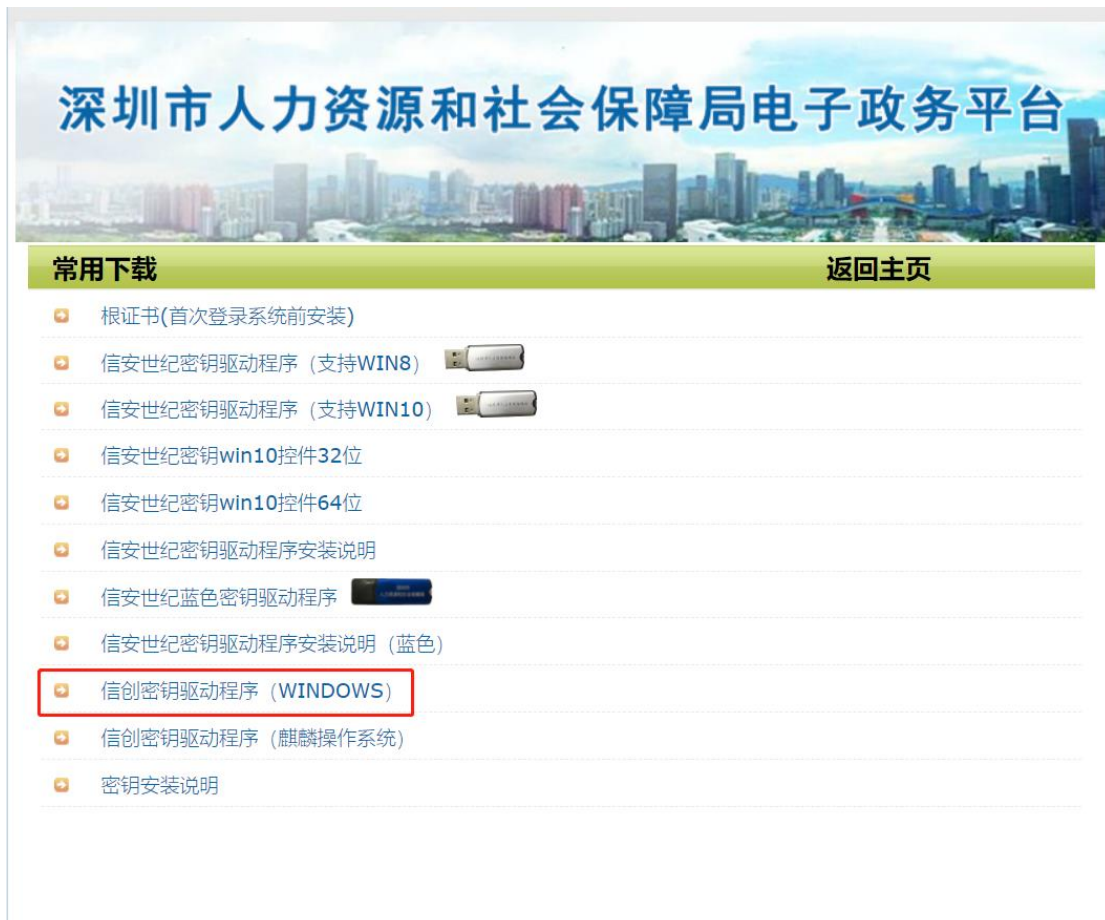 深圳市人力资源和社会保障局电子政务平台
常用下载 返回主页
根证书(首次登录系统前安装)
信安世纪密钥驱动程序（支持WIN8）
信安世纪密钥驱动程序（支持WIN10）
信安世纪密钥win10控件32位
信安世纪密钥win10控件64位
信安世纪密钥驱动程序安装说明
信安世纪蓝色密钥驱动程序
信安世纪密钥驱动程序安装说明（蓝色）
信创密钥驱动程序（WINDOWS）
信创密钥驱动程序（麒麟操作系统）
密钥安装说明